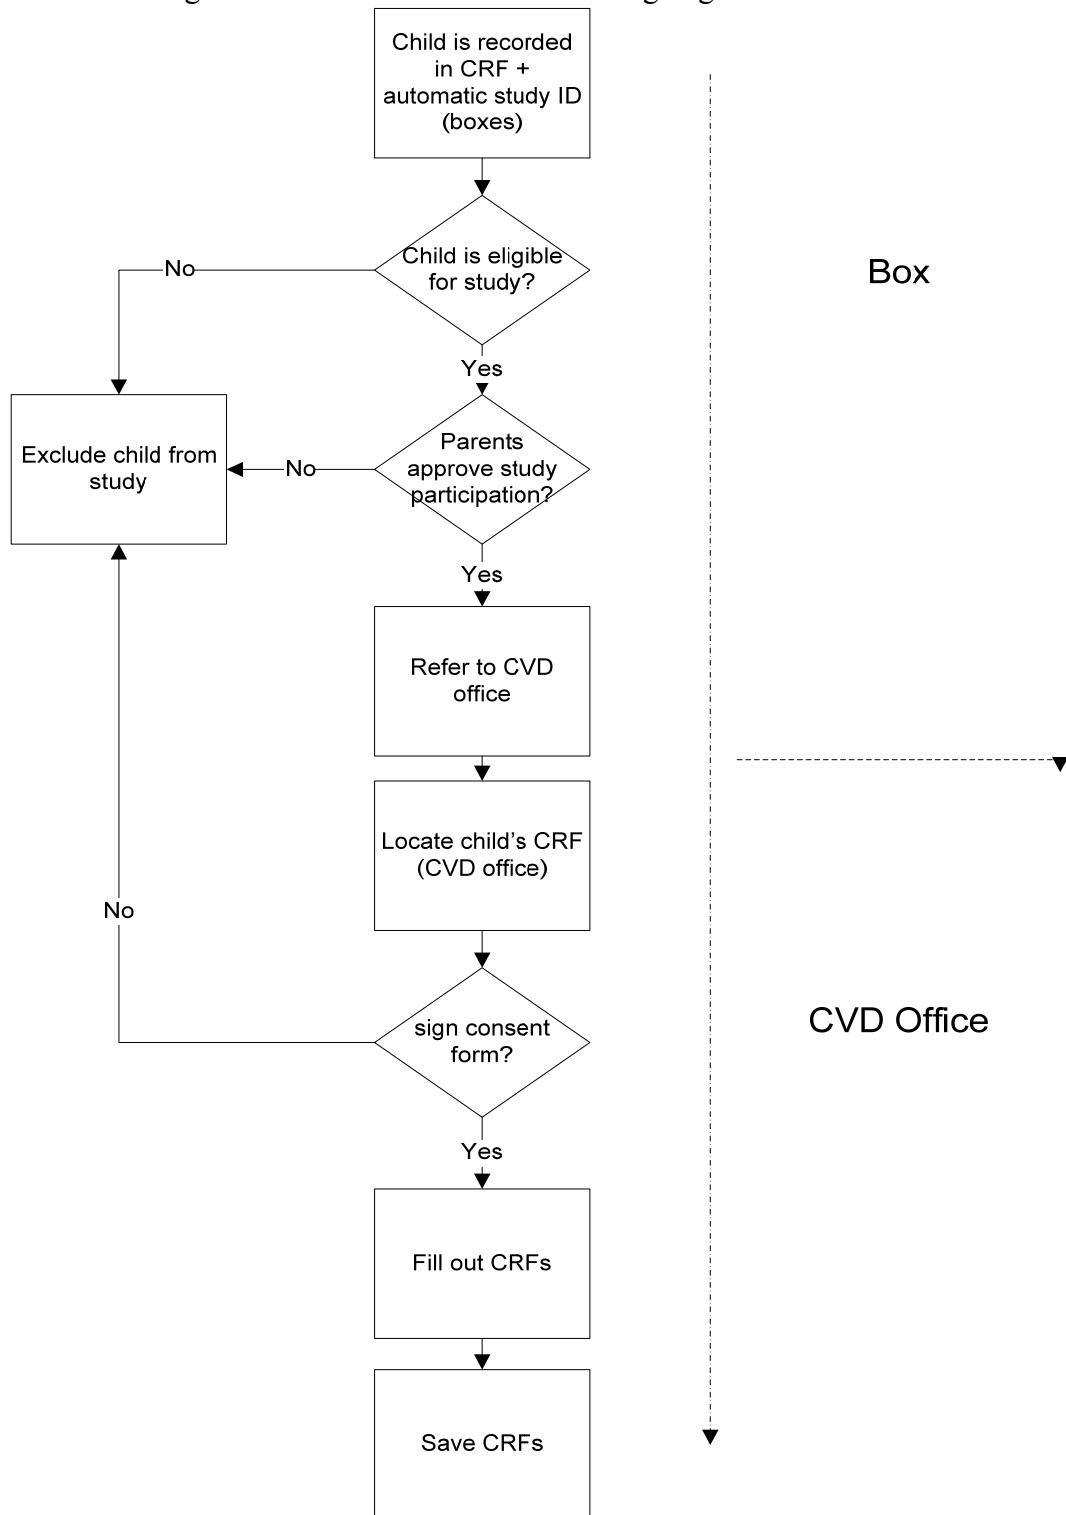 Child is recorded
in CRF +
automatic study ID
(boxes)
Child is eligible
for study?
No
Box
Yes
Parents
approve study
participation?
No
Exclude child from
study
Yes
Refer to CVD
office
Locate child's CRF
(CVD office)
No
sign consent
form?
CVD Office
Yes
Fill out CRFs
Save CRFs